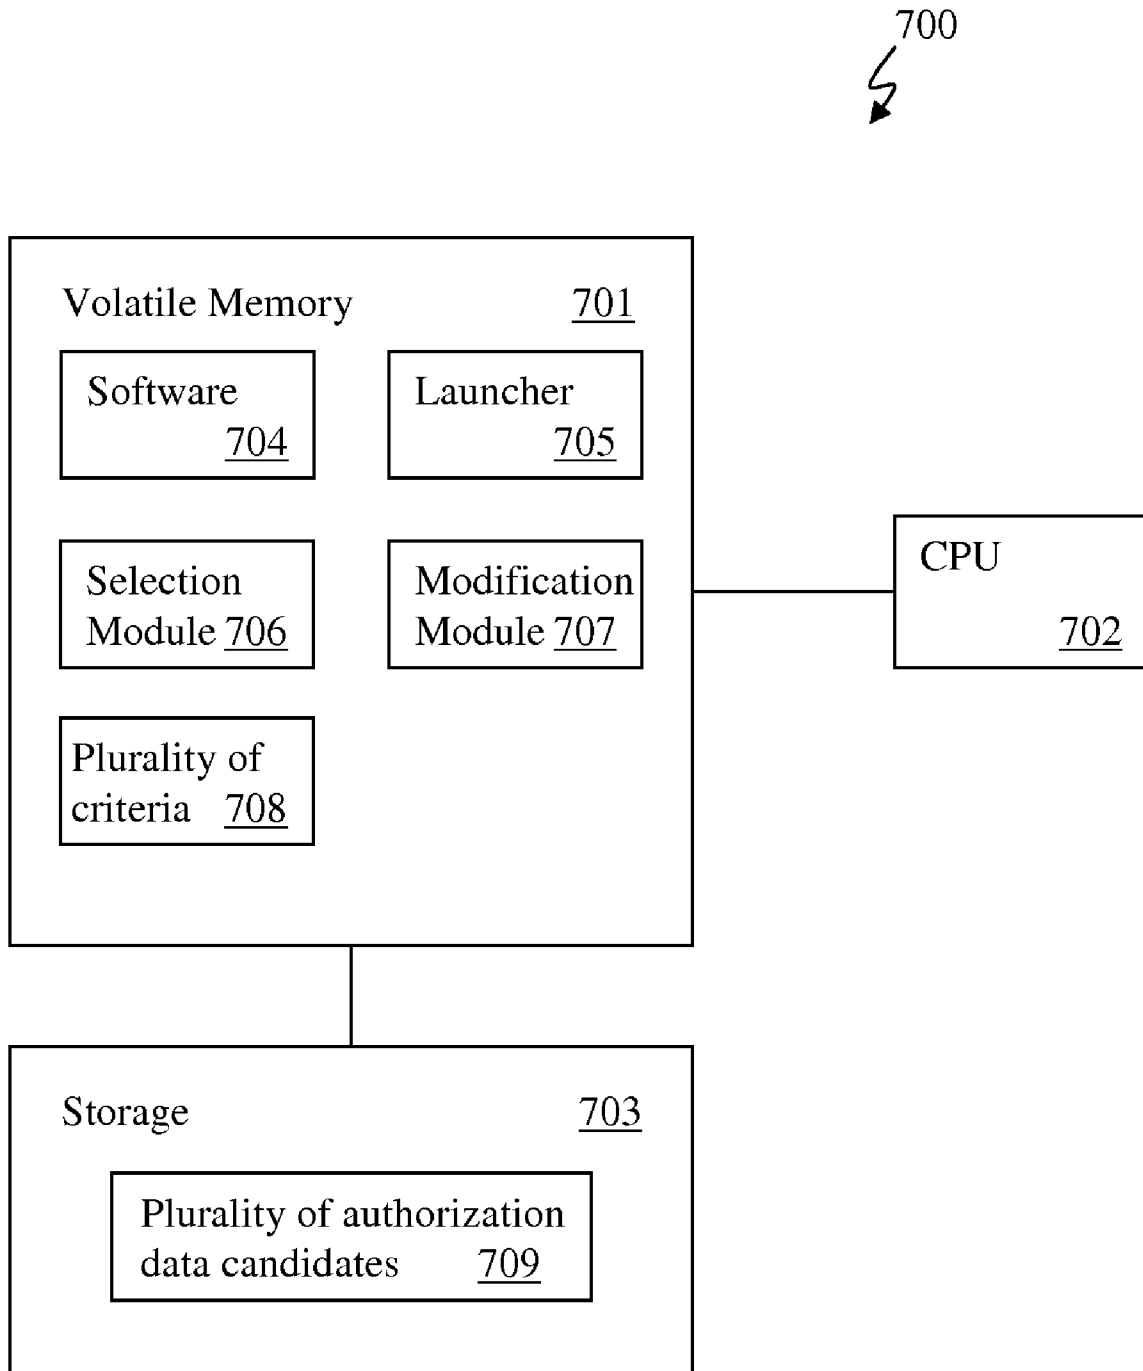 700
Volatile Memory 701
Software
704
Launcher
705
Selection
Module 706
Modification
Module 707
Plurality of
criteria 708
CPU
702
Storage 703
Plurality of authorization
data candidates 709